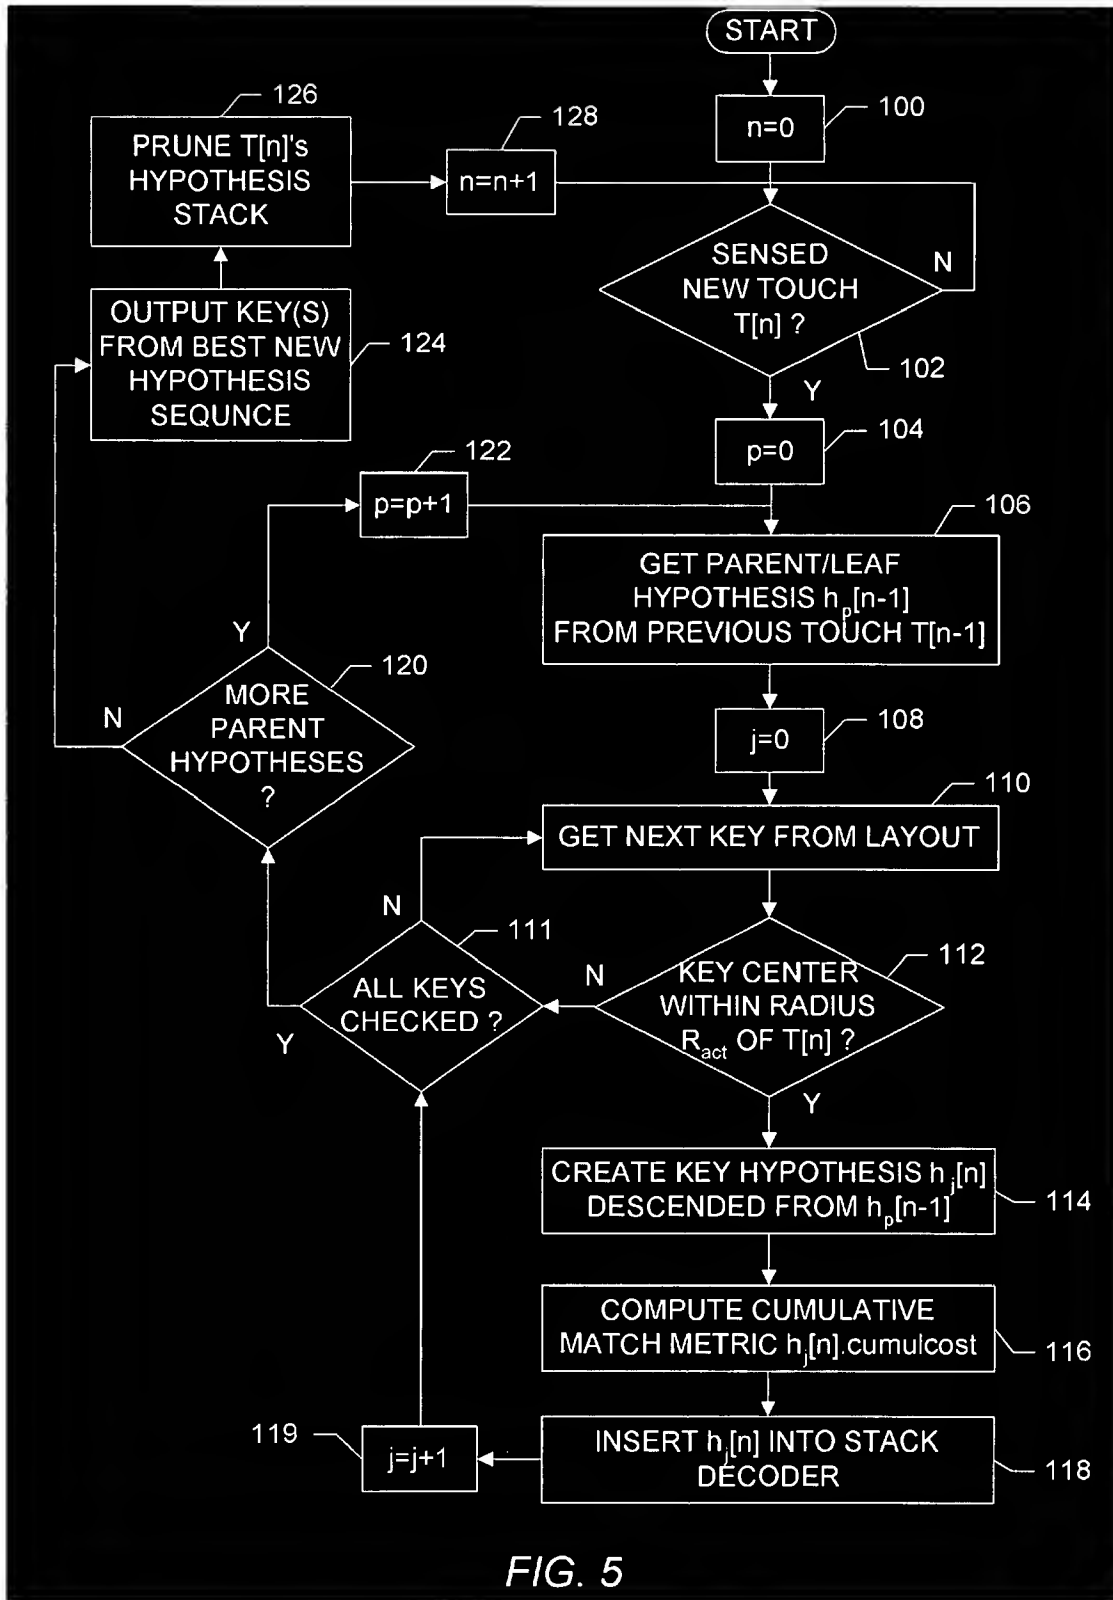 START
100
n=0
126
128
PRUNE T[n]'s
HYPOTHESIS
STACK
n=n+1
SENSED
NEW TOUCH
T[n] ?
N
102
Y
OUTPUT KEY(S)
FROM BEST NEW
HYPOTHESIS
SEQUNCE
124
104
p=0
122
p=p+1
106
GET PARENT/LEAF
HYPOTHESIS hp[n-1]
FROM PREVIOUS TOUCH T[n-1]
Y
120
MORE
PARENT
HYPOTHESES
?
N
108
j=0
110
GET NEXT KEY FROM LAYOUT
N
111
ALL KEYS
CHECKED ?
Y
N
112
KEY CENTER
WITHIN RADIUS
Ract OF T[n] ?
Y
CREATE KEY HYPOTHESIS hj[n]
DESCENDED FROM hp[n-1]
114
COMPUTE CUMULATIVE
MATCH METRIC hj[n].cumulcost
116
119
j=j+1
INSERT hj[n] INTO STACK
DECODER
118
FIG. 5